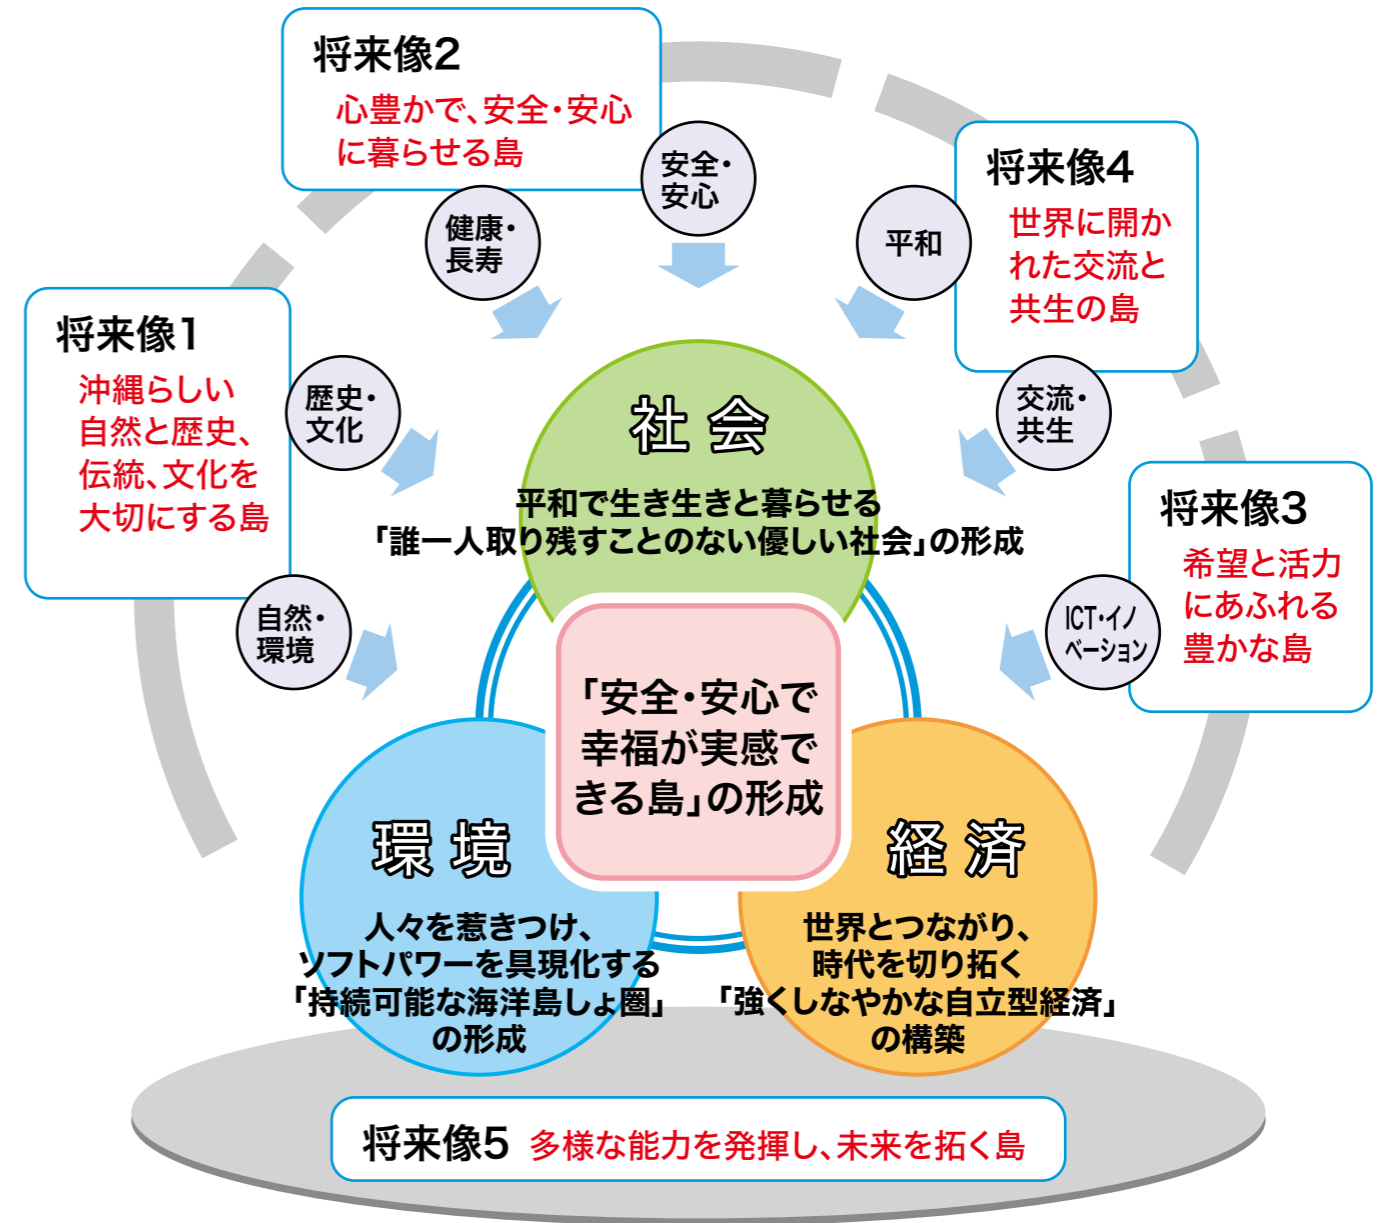 将来像2
心豊かで、安全・安心
に暮らせる島
安全・
安心
健康・
長寿
将来像4
世界に開か
れた交流と
共生の島
平和
将来像1
沖縄らしい
自然と歴史、
伝統、文化を
大切にする島
歴史・
文化
交流・
共生
社会
平和で生き生きと暮らせる
「誰一人取り残すことのない優しい社会」の形成
将来像3
希望と活力
にあふれる
豊かな島
自然・
環境
ICT・イノ
ベーション
「安全・安心で
幸福が実感で
きる島」の形成
環境
人々を惹きつけ、
ソフトパワーを具現化する
「持続可能な海洋島しょ圏」
の形成
経済
世界とつながり、
時代を切り拓く
「強くしなやかな自立型経済」
の構築
将来像5 多様な能力を発揮し、未来を拓く島